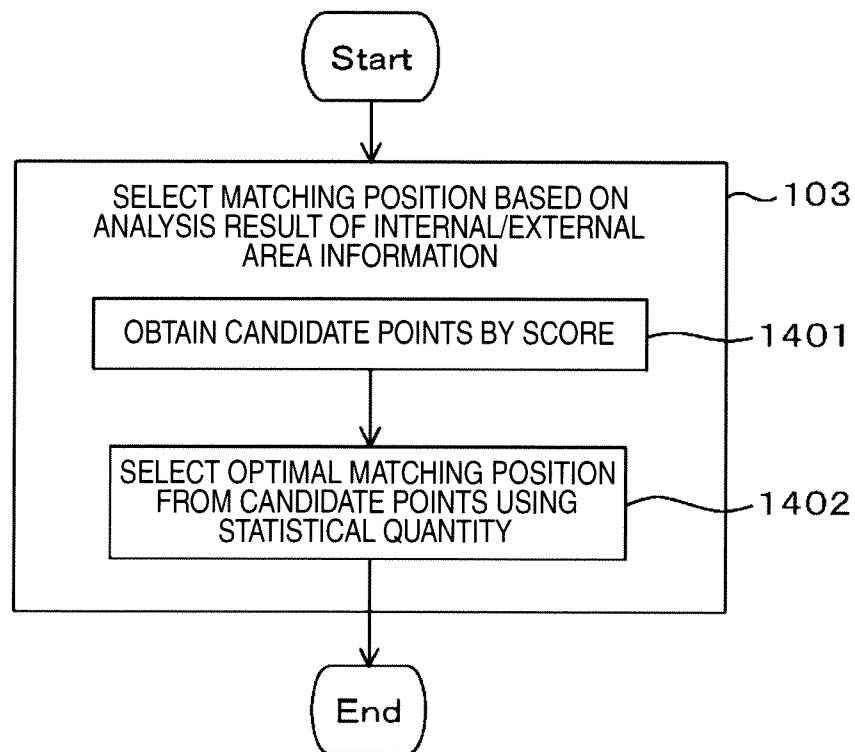 Start
SELECT MATCHING POSITION BASED ON
ANALYSIS RESULT OF INTERNAL/EXTERNAL
AREA INFORMATION
103
OBTAIN CANDIDATE POINTS BY SCORE
1401
SELECT OPTIMAL MATCHING POSITION
FROM CANDIDATE POINTS USING
STATISTICAL QUANTITY
1402
End